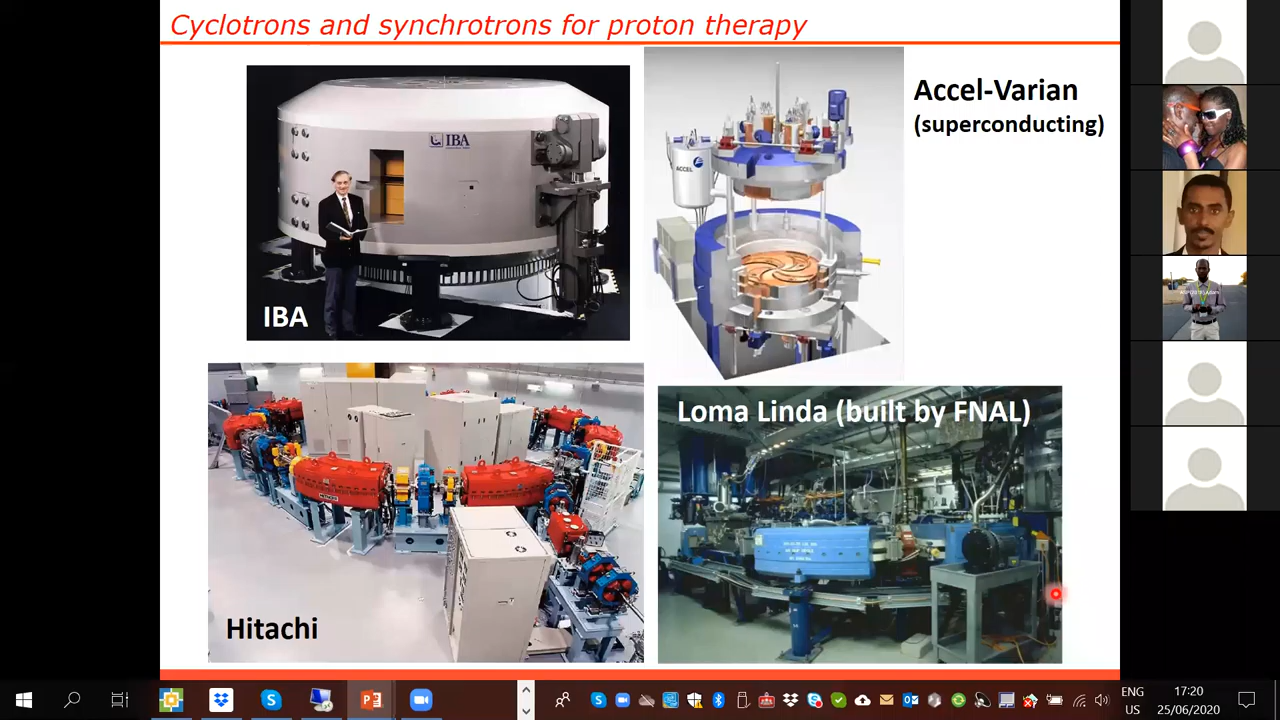 Cyclotrons and synchrotrons for proton therapy
IBA
IBA
ACCEL
Accel-Varian
(superconducting)
Hitachi
HITACHI
Loma Linda (built by FNAL)
ENG
US
17:20
25/06/2020